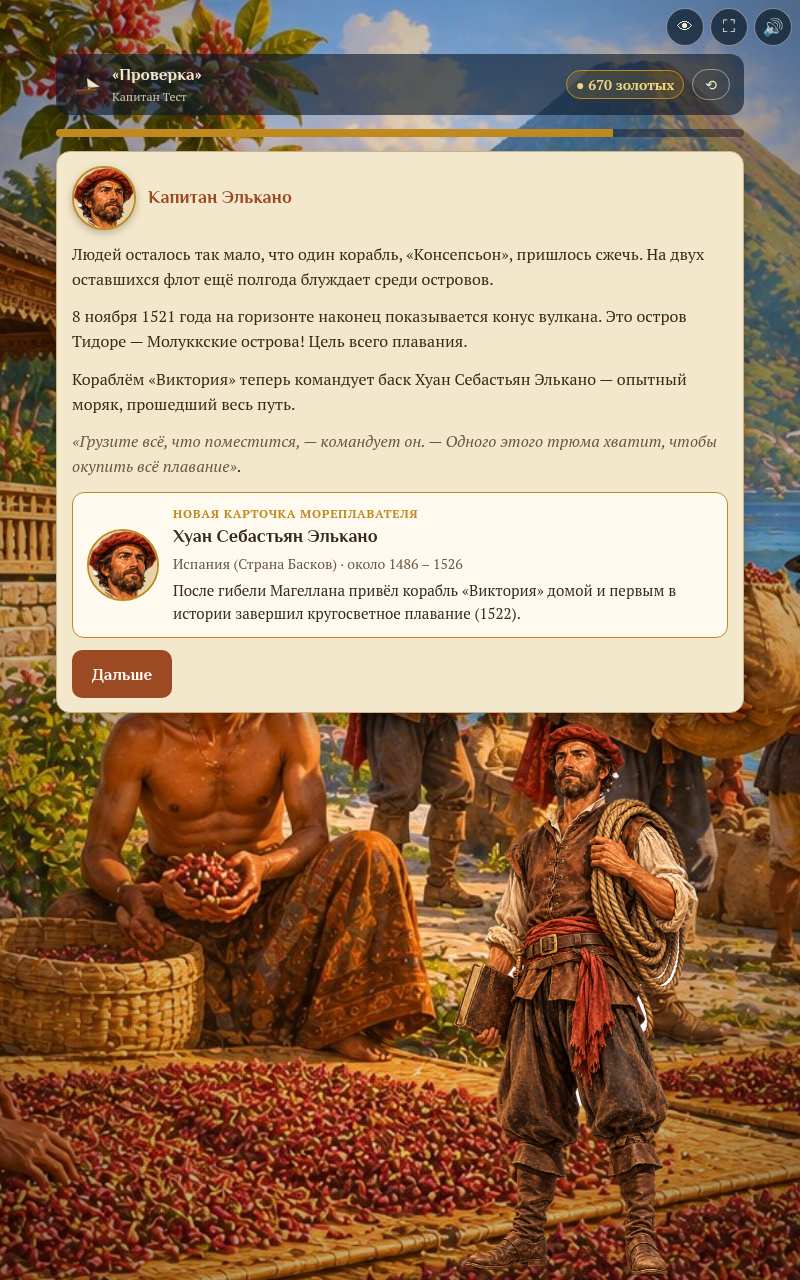 «Проверка»
Капитан Тест
● 670 золотых
Капитан Элькано
Людей осталось так мало, что один корабль, «Консепсьон», пришлось сжечь. На двух
оставшихся флот ещё полгода блуждает среди островов.
8 ноября 1521 года на горизонте наконец показывается конус вулкана. Это остров
Тидоре — Молуккские острова! Цель всего плавания.
Кораблём «Виктория» теперь командует баск Хуан Себастьян Элькано — опытный
моряк, прошедший весь путь.
«Грузите всё, что поместится, — командует он. — Одного этого трюма хватит, чтобы
окупить всё плавание».
НОВАЯ КАРТОЧКА МОРЕПЛАВАТЕЛЯ
Хуан Себастьян Элькано
Испания (Страна Басков) · около 1486 – 1526
После гибели Магеллана привёл корабль «Виктория» домой и первым в
истории завершил кругосветное плавание (1522).
Дальше